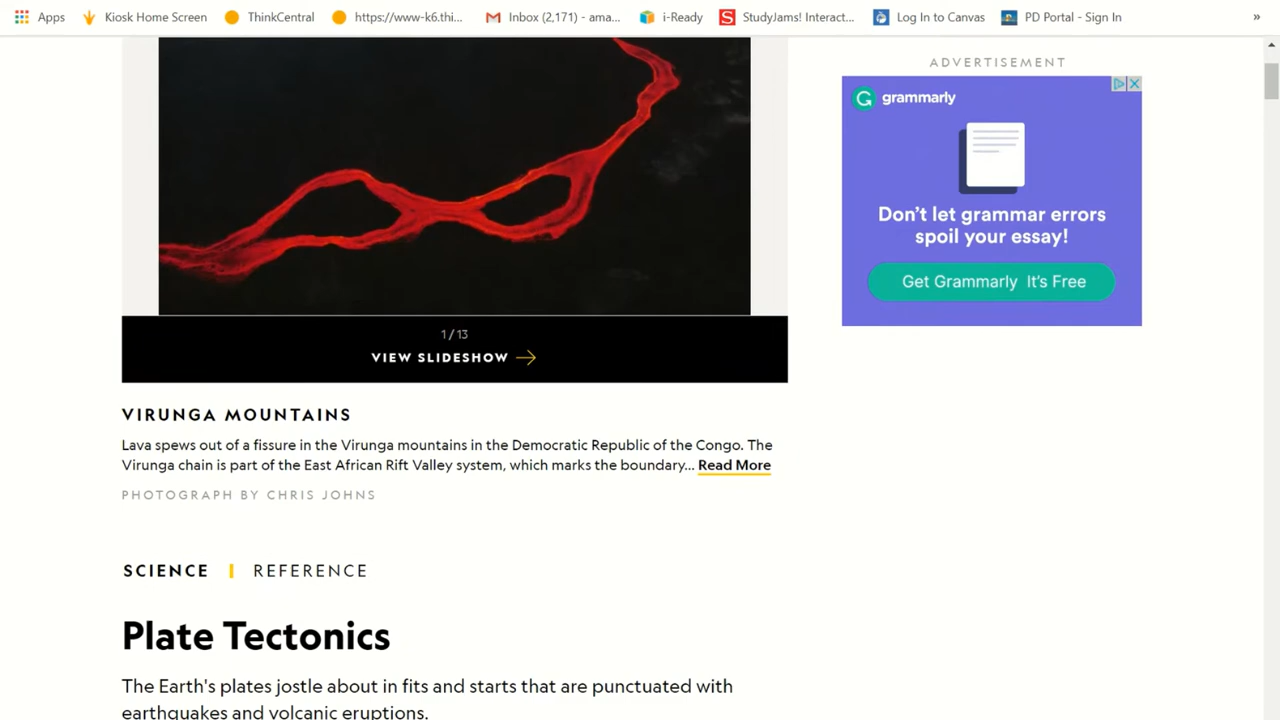 Apps Kiosk Home Screen ThinkCentral https://www-k6.thi... Inbox (2,171) - ama... i-Ready StudyJams! Interact... Log In to Canvas PD Portal - Sign In »
ADVERTISEMENT
grammarly
Don't let grammar errors
spoil your essay!
Get Grammarly It's Free
1 / 13
VIEW SLIDESHOW
VIRUNGA MOUNTAINS
Lava spews out of a fissure in the Virunga mountains in the Democratic Republic of the Congo. The
Virunga chain is part of the East African Rift Valley system, which marks the boundary... Read More
PHOTOGRAPH BY CHRIS JOHNS
SCIENCE | REFERENCE
Plate Tectonics
The Earth's plates jostle about in fits and starts that are punctuated with
earthquakes and volcanic eruptions.